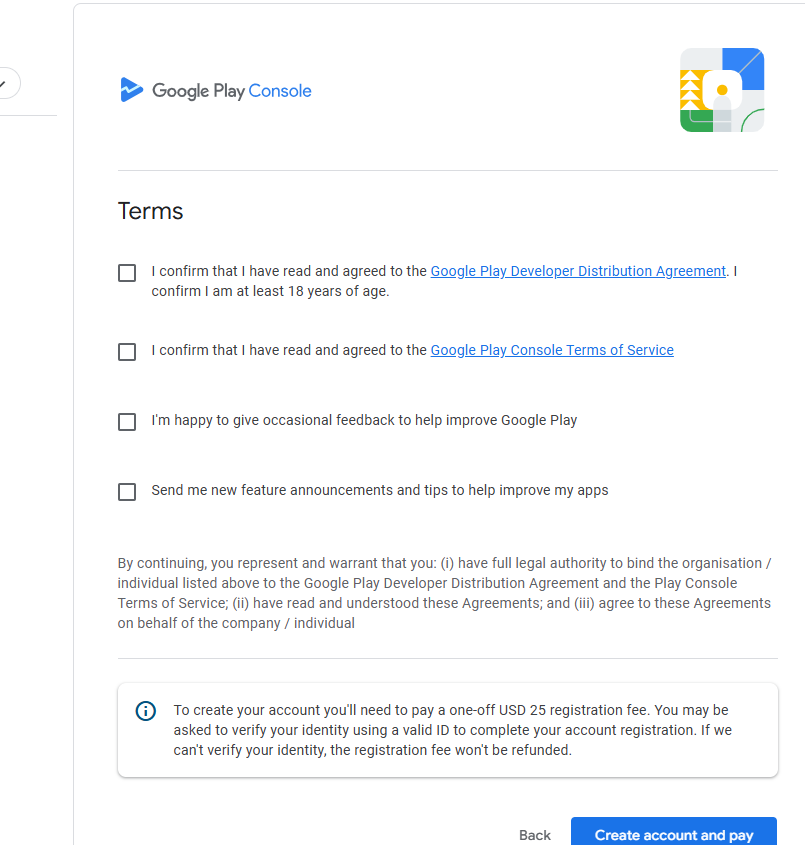 Google Play Console
Terms
I confirm that I have read and agreed to the Google Play Developer Distribution Agreement. I
confirm I am at least 18 years of age.
I confirm that I have read and agreed to the Google Play Console Terms of Service
I'm happy to give occasional feedback to help improve Google Play
Send me new feature announcements and tips to help improve my apps
By continuing, you represent and warrant that you: (i) have full legal authority to bind the organisation /
individual listed above to the Google Play Developer Distribution Agreement and the Play Console
Terms of Service; (ii) have read and understood these Agreements; and (iii) agree to these Agreements
on behalf of the company / individual
To create your account you'll need to pay a one-off USD 25 registration fee. You may be
asked to verify your identity using a valid ID to complete your account registration. If we
can't verify your identity, the registration fee won't be refunded.
Back Create account and pay